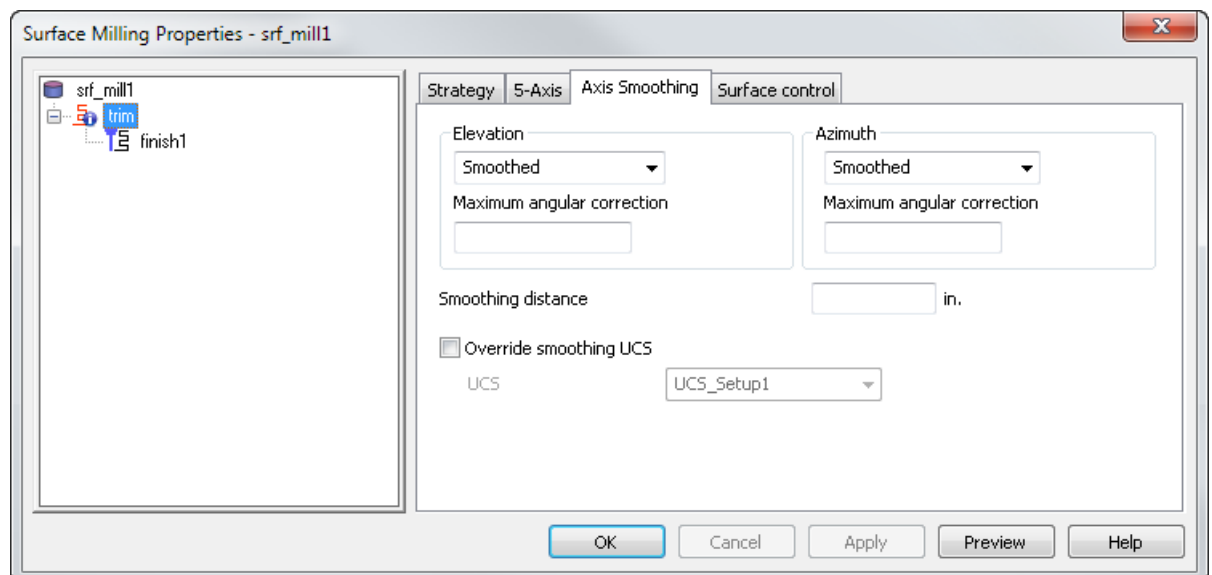 Surface Milling Properties - srf_mill1
srf_mill1
trim
finish1
Strategy 5-Axis Axis Smoothing Surface control
Elevation
Smoothed
Maximum angular correction
Azimuth
Smoothed
Maximum angular correction
Smoothing distance in.
Override smoothing UCS
UCS UCS_Setup1
OK Cancel Apply Preview Help